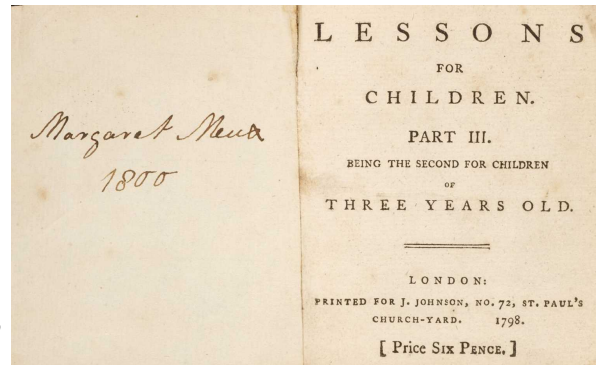 Margaret Meux
1800
LESSONS
FOR
CHILDREN.
PART III.
BEING THE SECOND FOR CHILDREN
OF
THREE YEARS OLD.
LONDON:
PRINTED FOR J. JOHNSON, NO. 72, ST. PAUL'S
CHURCH-YARD. 1798.
[ Price SIX PENCE. ]